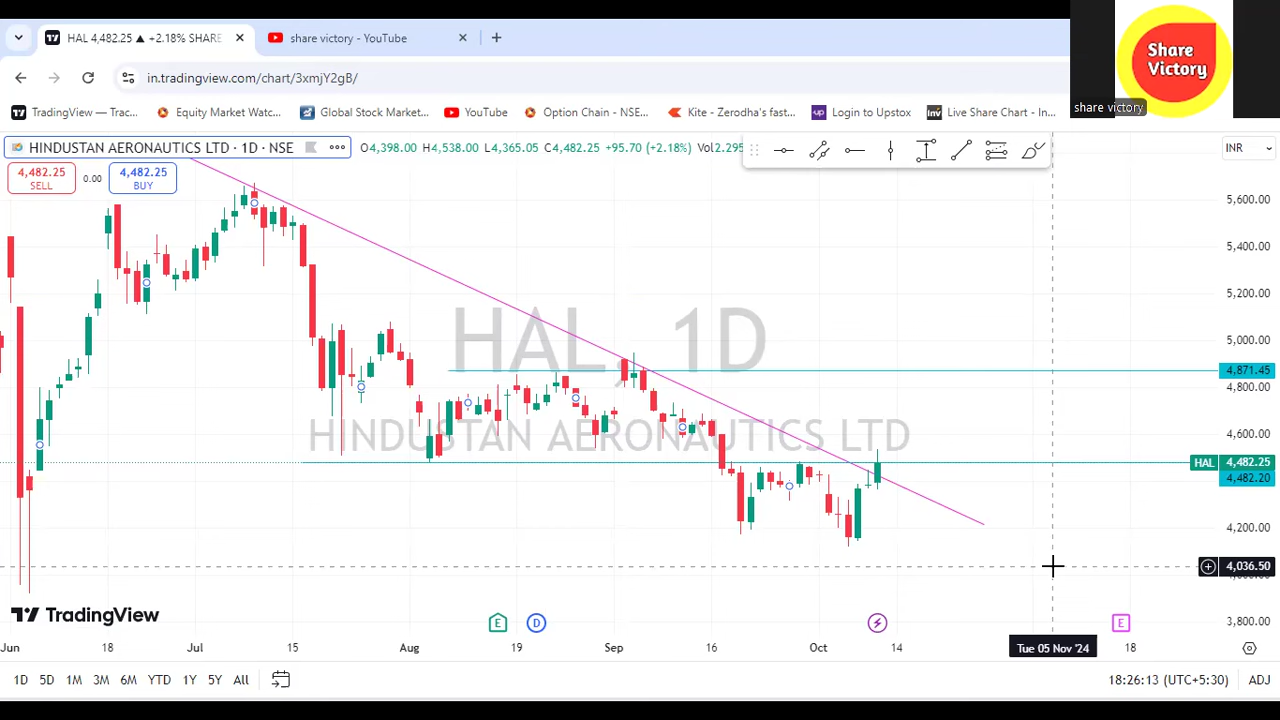 HAL 4,482.25 ▲ +2.18% SHARE
share victory - YouTube
Share
Victory
share victory
in.tradingview.com/chart/3xmjY2gB/
TradingView — Trac...
Equity Market Watc...
Global Stock Market...
YouTube
Option Chain - NSE...
Kite - Zerodha's fast...
Login to Upstox
Live Share Chart - In...
HINDUSTAN AERONAUTICS LTD · 1D · NSE
O4,398.00 H4,538.00 L4,365.05 C4,482.25 +95.70 (+2.18%) Vol2.295
INR
4,482.25
SELL
0.00
4,482.25
BUY
5,600.00
5,400.00
5,200.00
5,000.00
4,871.45
4,800.00
4,600.00
HAL 4,482.25
4,482.20
4,200.00
4,036.50
3,800.00
HAL, 1D
HINDUSTAN AERONAUTICS LTD
TradingView
E
D
E
Jun
18
Jul
15
Aug
19
Sep
16
Oct
14
Tue 05 Nov '24
18
1D 5D 1M 3M 6M YTD 1Y 5Y All
18:26:13 (UTC+5:30)
ADJ